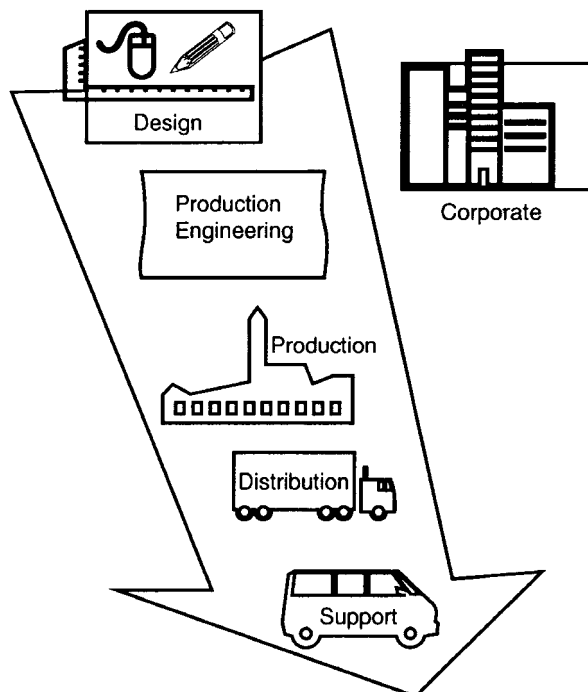 Design
Corporate
Production
Engineering
Production
Distribution
Support